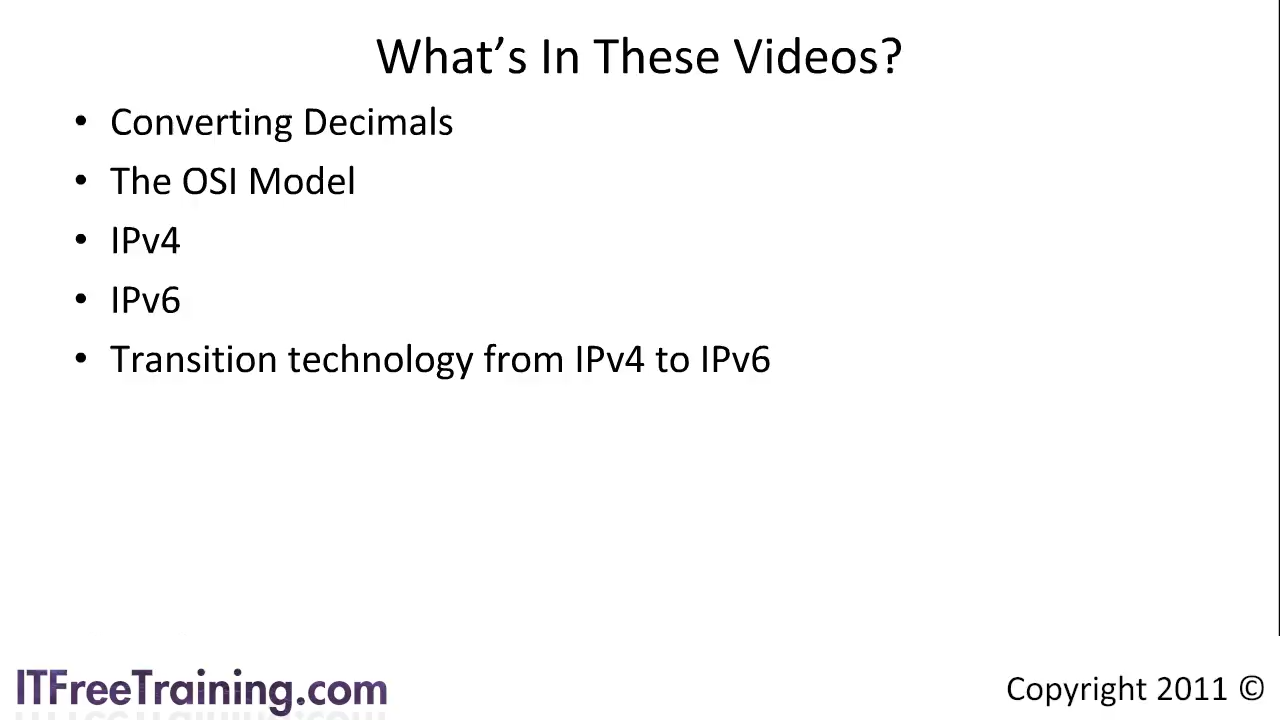 What’s In These Videos?
• Converting Decimals
• The OSI Model
• IPv4
• IPv6
• Transition technology from IPv4 to IPv6
ITFreeTraining.com
Copyright 2011 ©